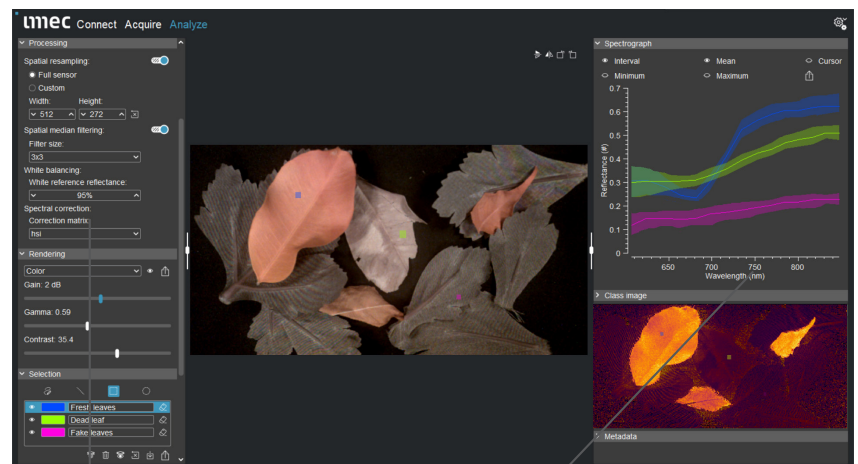 imec Connect Acquire Analyze
Processing
Spatial resampling:
Full sensor
Custom
Width: Height:
512 272
Spatial median filtering:
Filter size:
3x3
White balancing:
White reference reflectance:
95%
Spectral correction:
Correction matrix:
hsi
Rendering
Color
Gain: 2 dB
Gamma: 0.59
Contrast: 35.4
Selection
Fresh leaves
Dead leaf
Fake leaves
Spectrograph
Interval Mean Cursor
Minimum Maximum
0.7
0.6
0.5
0.4
0.3
0.2
0.1
0
Reflectance (#)
650 700 750 800
Wavelength (nm)
Class image
Metadata